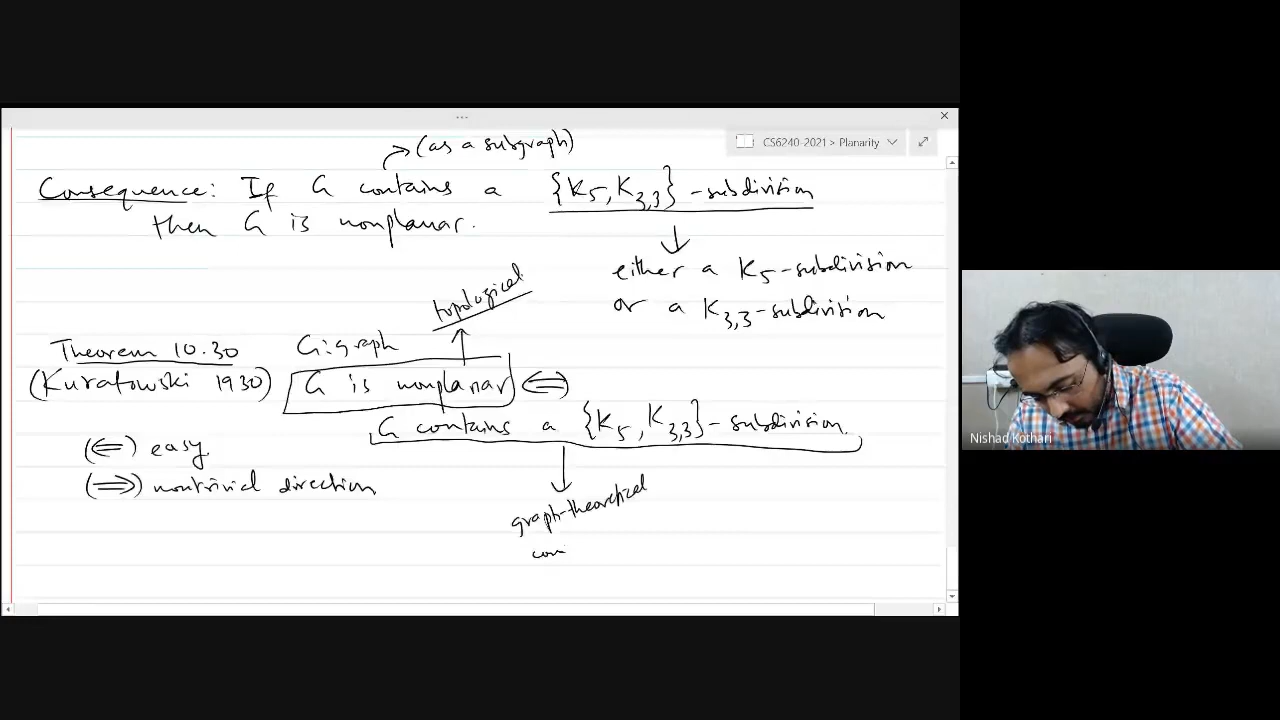 CS6240-2021 > Planarity
(as a subgraph)
Consequence: If G contains a {K5, K3,3}-subdivision
then G is nonplanar.
either a K5-subdivision
or a K3,3-subdivision
topological
Theorem 10.30 G: graph
(Kuratowski 1930) G is nonplanar ⇔
G contains a {K5, K3,3}-subdivision.
(⇐) easy
(⇒) nontrivial direction
graph-theoretical
Nishad Kothari